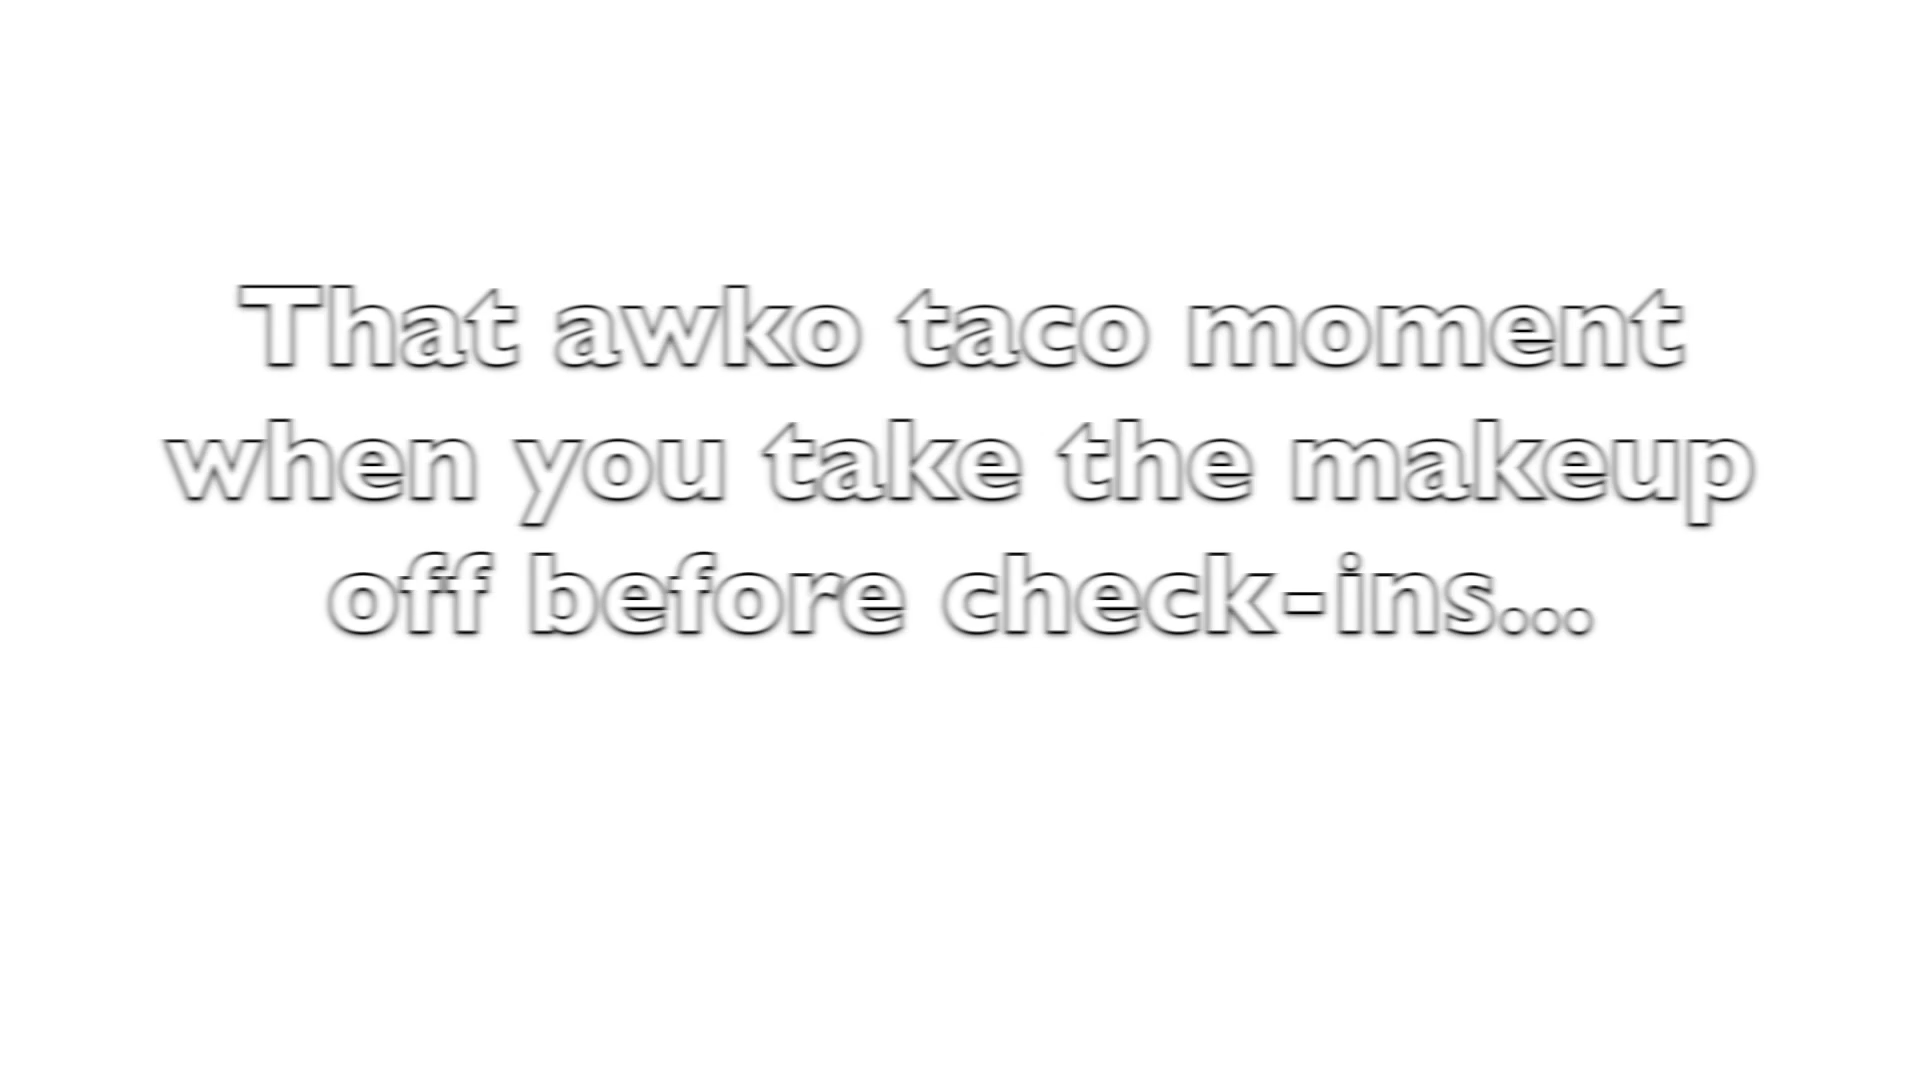 That awko taco moment
when you take the makeup
off before check-ins...